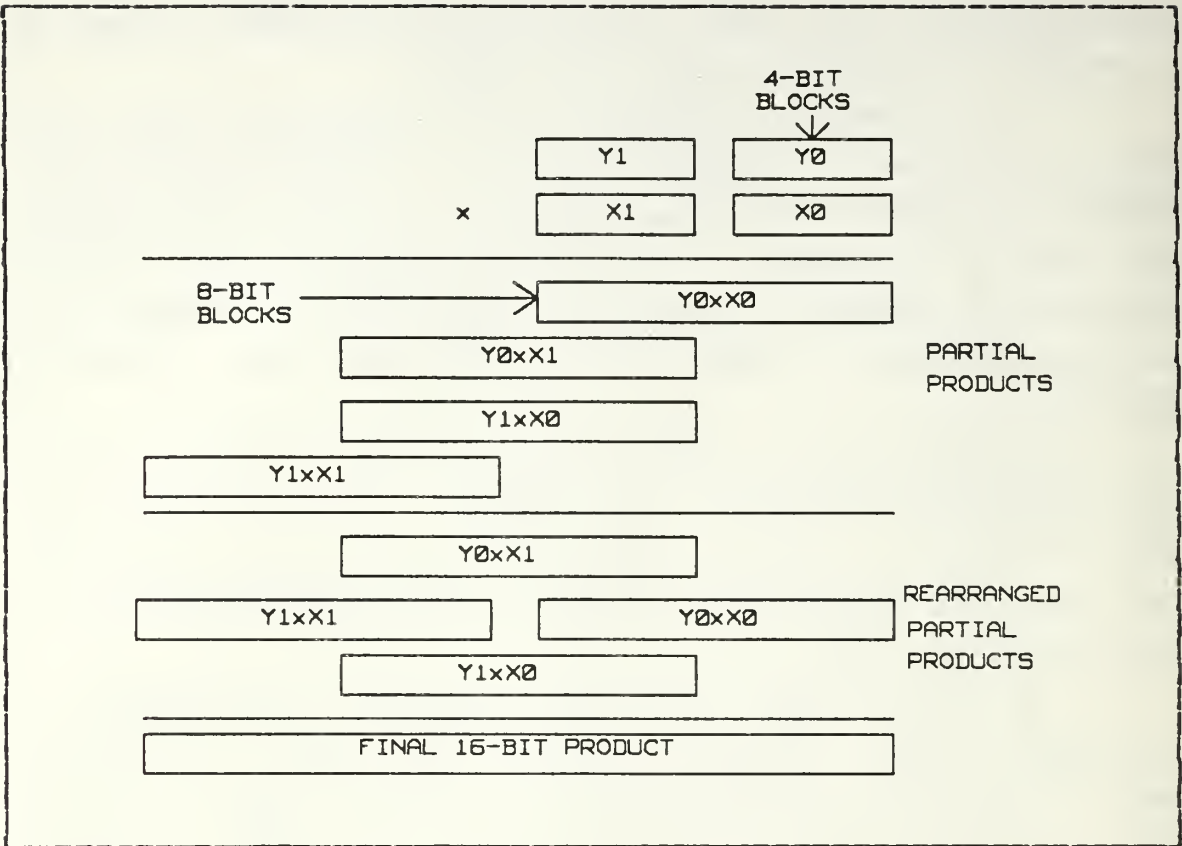 4-BIT
BLOCKS
Y1 Y0
x X1 X0
8-BIT
BLOCKS
Y0xX0
Y0xX1
PARTIAL
PRODUCTS
Y1xX0
Y1xX1
Y0xX1
Y1xX1 Y0xX0
REARRANGED
PARTIAL
PRODUCTS
Y1xX0
FINAL 16-BIT PRODUCT